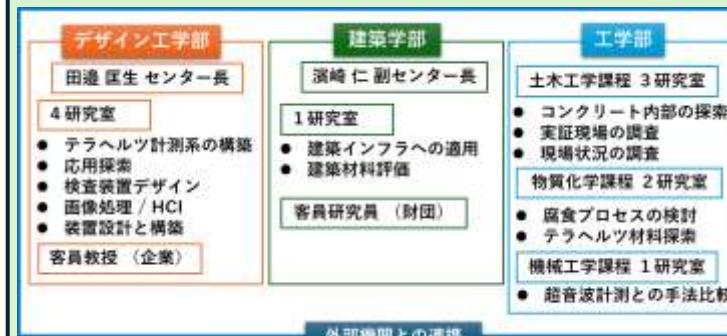 デザイン工学部
田邉 匡生 センター長
4研究室
● テラヘルツ計測系の構築
● 応用探索
● 検査装置デザイン
● 画像処理 / HCI
● 装置設計と構築
客員教授 （企業）
建築学部
濱崎 仁 副センター長
1研究室
● 建築インフラへの適用
● 建築材料評価
客員研究員 （財団）
工学部
土木工学課程 3研究室
● コンクリート内部の探索
● 実証現場の調査
● 現場状況の調査
物質化学課程 2研究室
● 腐食プロセスの検討
● テラヘルツ材料探索
機械工学課程 1研究室
● 超音波計測との手法比較
外部機関との連携